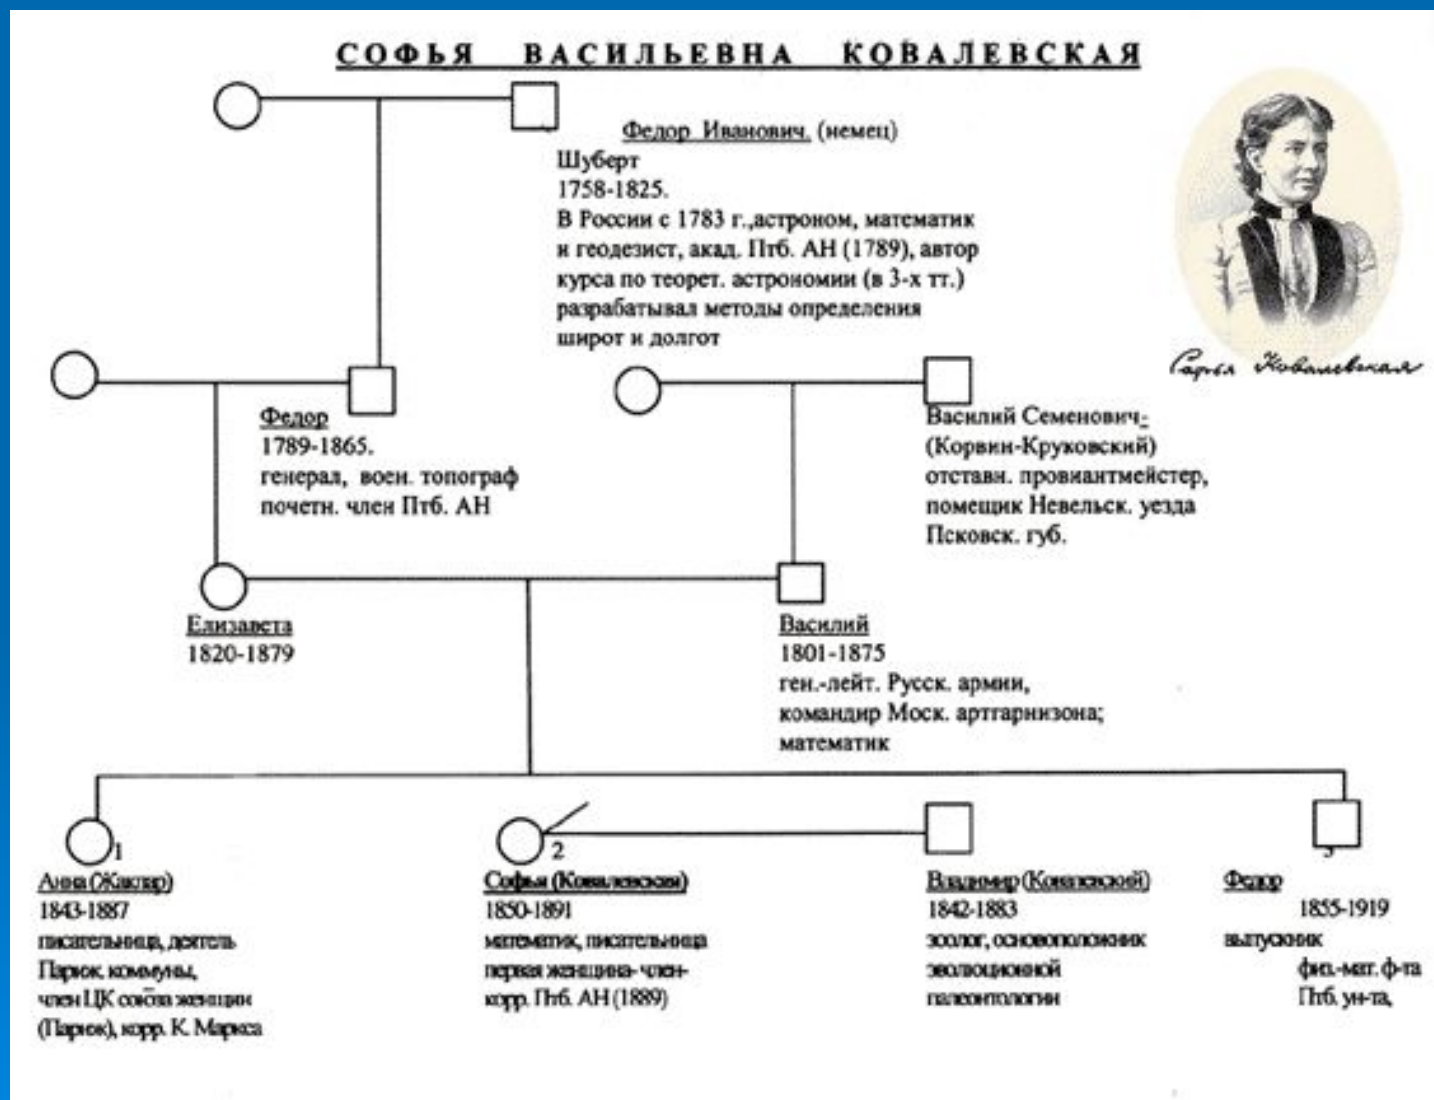 СОФЬЯ ВАСИЛЬЕВНА КОВАЛЕВСКАЯ
Федор Иванович. (немец)
Шуберт
1758-1825.
В России с 1783 г.,астроном, математик
и геодезист, акад. Птб. АН (1789), автор
курса по теорет. астрономии (в 3-х тт.)
разрабатывал методы определения
широт и долгот
Софья Ковалевская
Федор
1789-1865.
генерал, воен. топограф
почетн. член Птб. АН
Василий Семенович-
(Корвин-Круковский)
отставн. провиантмейстер,
помещик Невельск. уезда
Псковск. губ.
Елизавета
1820-1879
Василий
1801-1875
ген.-лейт. Русск. армии,
командир Моск. артгарнизона;
математик
1
Анна (Жаклар)
1843-1887
писательница, деятель
Париж. коммуны,
член ЦК союза женщин
(Париж), корр. К. Маркса
2
Софья (Ковалевская)
1850-1891
математик, писательница
первая женщина- член-
корр. Птб. АН (1889)
Владимир (Ковалевский)
1842-1883
зоолог, основоположник
эволюционной
палеонтологии
3
Федор
1855-1919
выпускник
физ.-мат. ф-та
Птб. ун-та,